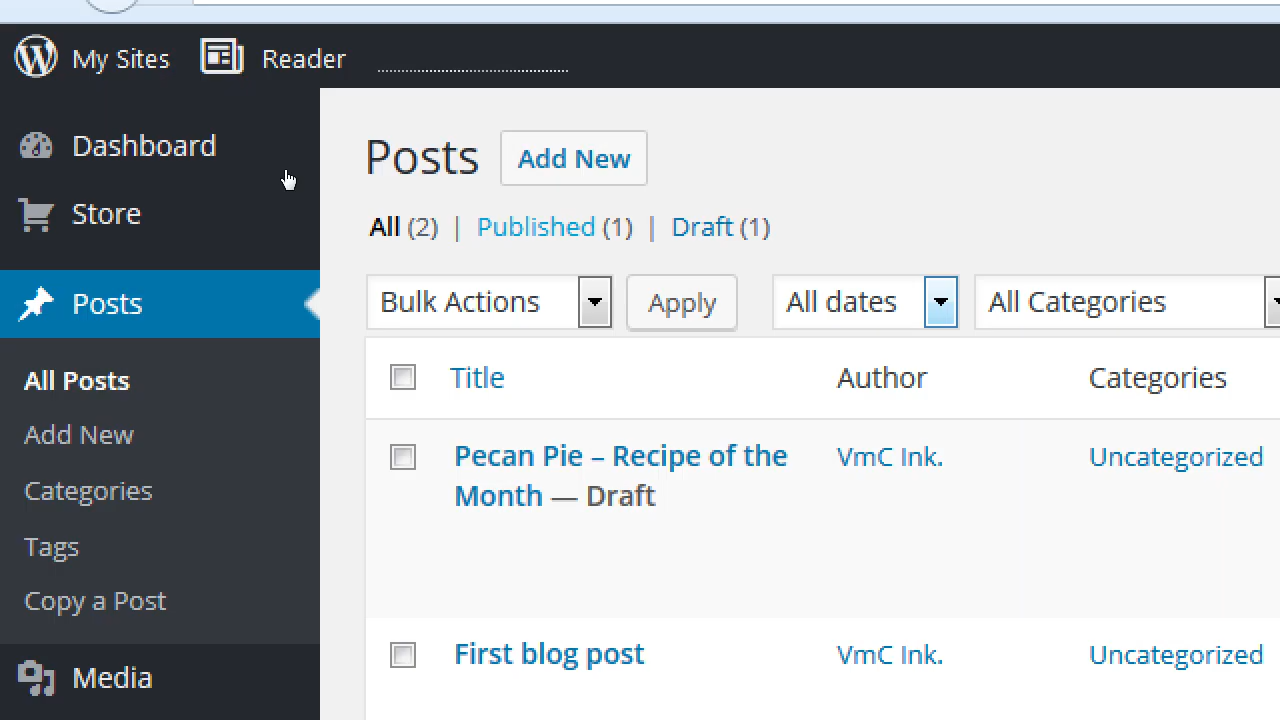 My Sites Reader
Dashboard
Store
Posts
All Posts
Add New
Categories
Tags
Copy a Post
Media
Posts Add New
All (2) | Published (1) | Draft (1)
Bulk Actions Apply All dates All Categories
Title Author Categories
Pecan Pie – Recipe of the VmC Ink. Uncategorized
Month — Draft
First blog post VmC Ink. Uncategorized